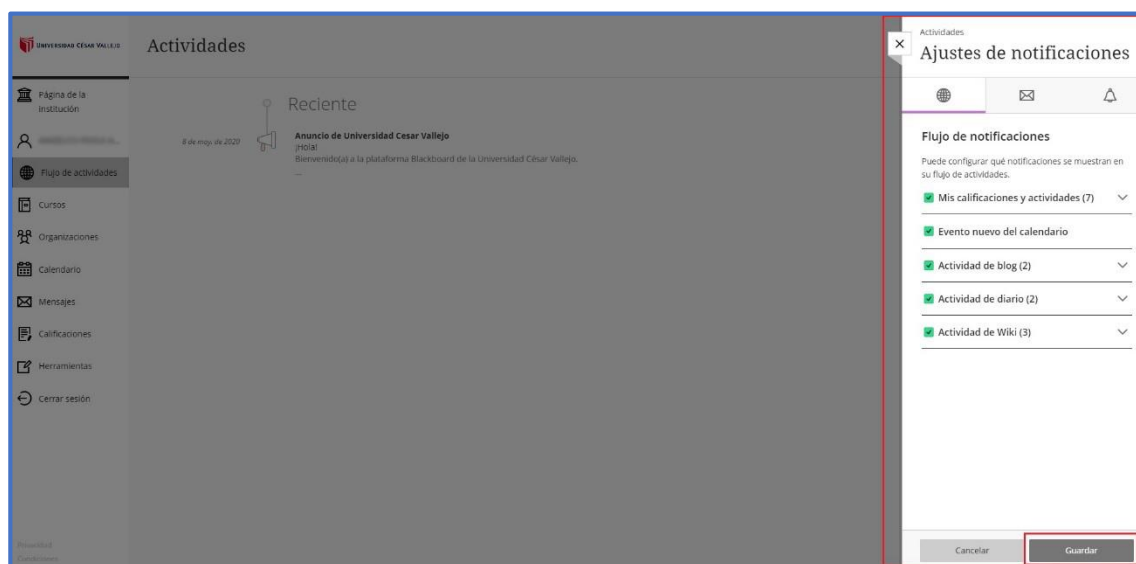 UNIVERSIDAD CÉSAR VALLEJO
Página de la
Institución
Flujo de actividades
Cursos
Organizaciones
Calendario
Mensajes
Calificaciones
Herramientas
Cerrar sesión
Privacidad
Condiciones
Actividades
Reciente
8 de may. de 2020
Anuncio de Universidad Cesar Vallejo
¡Hola!
Bienvenido(a) a la plataforma Blackboard de la Universidad César Vallejo.
...
Actividades
Ajustes de notificaciones
Flujo de notificaciones
Puede configurar qué notificaciones se muestran en
su flujo de actividades.
Mis calificaciones y actividades (7)
Evento nuevo del calendario
Actividad de blog (2)
Actividad de diario (2)
Actividad de Wiki (3)
Cancelar
Guardar